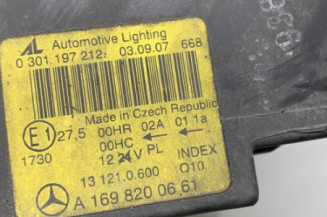 AL Automotive Lighting
0 301 197 212 03.09.07 668
Made in Czech Republic
E1 27,5 00HR 02A 01 1a
00HC
1730 12 24V PL INDEX
13 121 0.600 Q10
A 169 820 06 61